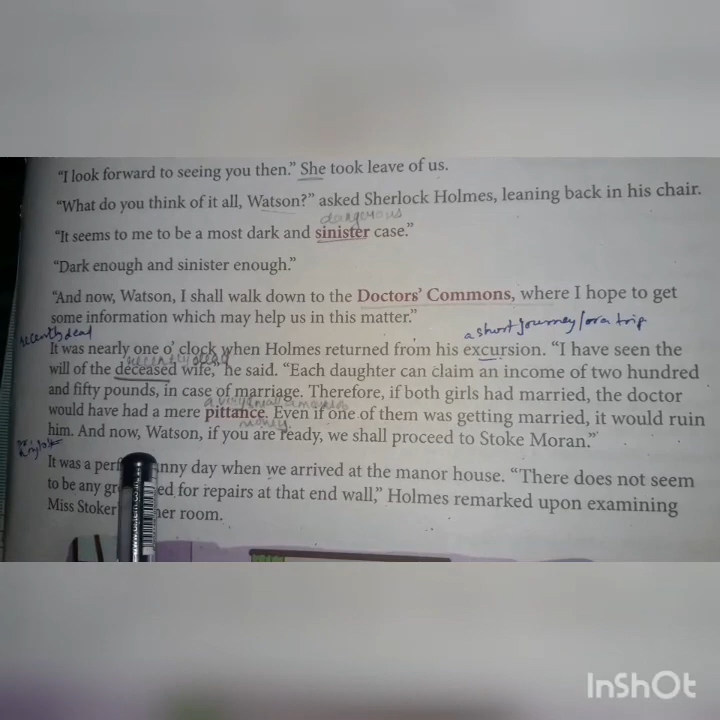 “I look forward to seeing you then.” She took leave of us.
“What do you think of it all, Watson?” asked Sherlock Holmes, leaning back in his chair.
dangerous
“It seems to me to be a most dark and sinister case.”
“Dark enough and sinister enough.”
“And now, Watson, I shall walk down to the Doctors’ Commons, where I hope to get
some information which may help us in this matter.”
recently dead
a short journey/or a trip
It was nearly one o’ clock when Holmes returned from his excursion. “I have seen the
recently dead
will of the deceased wife,” he said. “Each daughter can claim an income of two hundred
and fifty pounds, in case of marriage. Therefore, if both girls had married, the doctor
a very small amount
would have had a mere pittance. Even if one of them was getting married, it would ruin
money
him. And now, Watson, if you are ready, we shall proceed to Stoke Moran.”
It was a perf nny day when we arrived at the manor house. “There does not seem
to be any gr ed for repairs at that end wall,” Holmes remarked upon examining
Miss Stoker her room.
InShOt